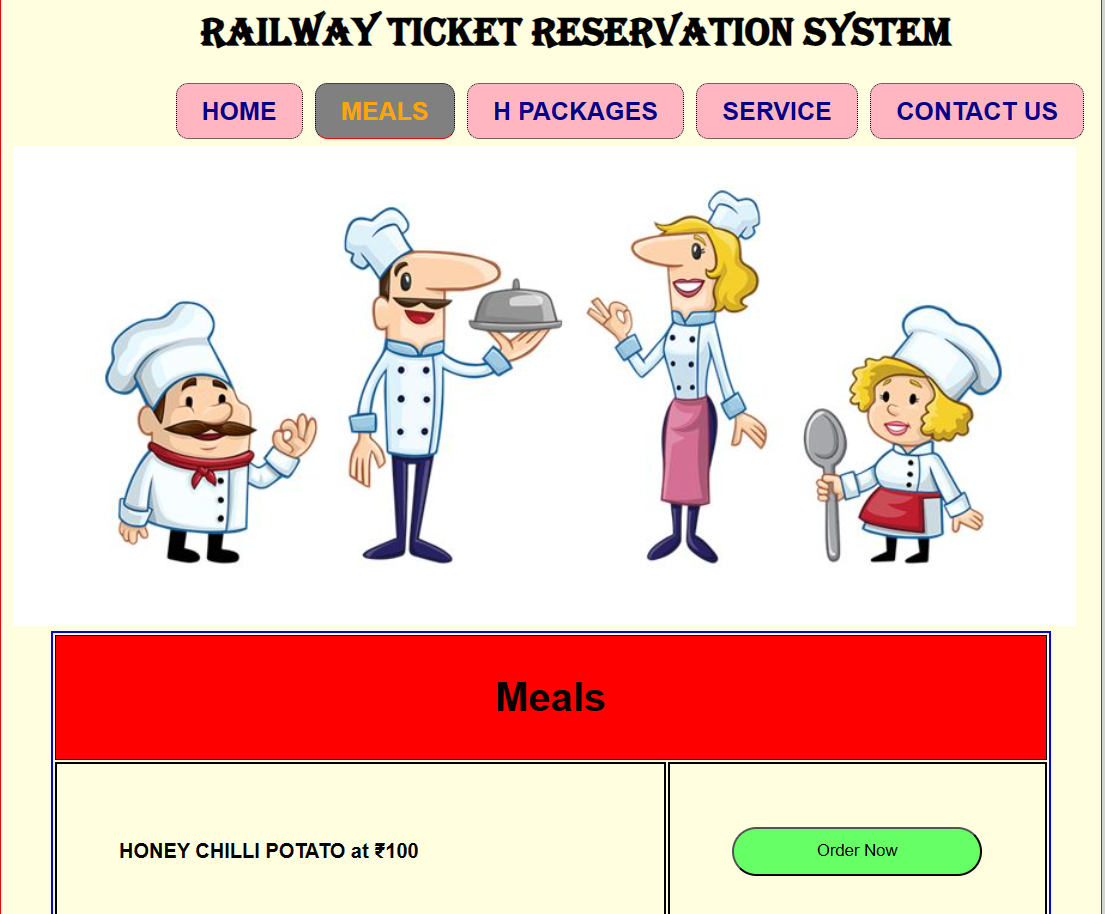 RAILWAY TICKET RESERVATION SYSTEM
HOME MEALS H PACKAGES SERVICE CONTACT US
Meals
HONEY CHILLI POTATO at ₹100 Order Now